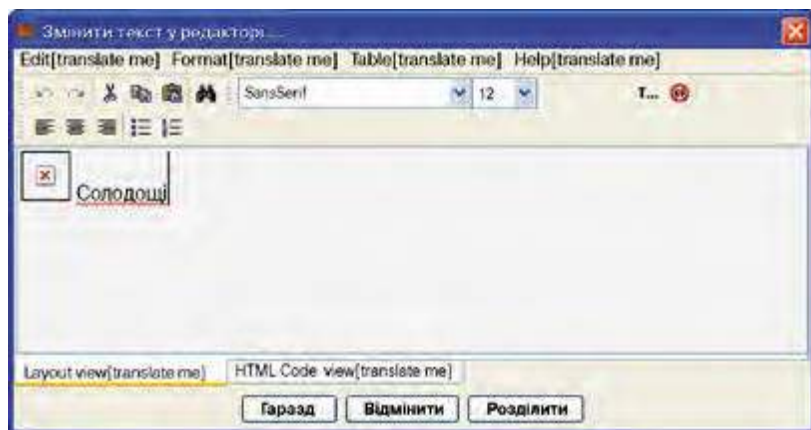 Змінити текст у редакторі....
Edit[translate me] Format[translate me] Table[translate me] Help[translate me]
SansSerif 12 T...
Солодощі
Layout view[translate me] HTML Code view[translate me]
Гаразд Відмінити Розділити